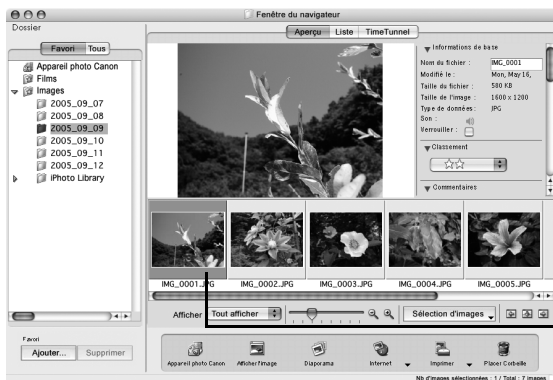 Fenêtre du navigateur
Dossier
Favori Tous
Appareil photo Canon
Films
Images
2005_09_07
2005_09_08
2005_09_09
2005_09_10
2005_09_11
2005_09_12
iPhoto Library
Favori
Ajouter... Supprimer
Aperçu Liste TimeTunnel
Informations de base
Nom du fichier : IMG_0001
Modifié le : Mon, May 16,
Taille du fichier : 500 KB
Taille de l'image : 1600 x 1200
Type de données : JPG
Son :
Verrouiller :
Classement
Commentaires
IMG_0001.JPG IMG_0002.JPG IMG_0003.JPG IMG_0004.JPG IMG_0005.JPG
Afficher Tout afficher Sélection d'images
Appareil photo Canon Afficher l'image Diaporama Internet Imprimer Placer Corbeille
Nb d'images sélectionnées : 1 / Total : 7 images